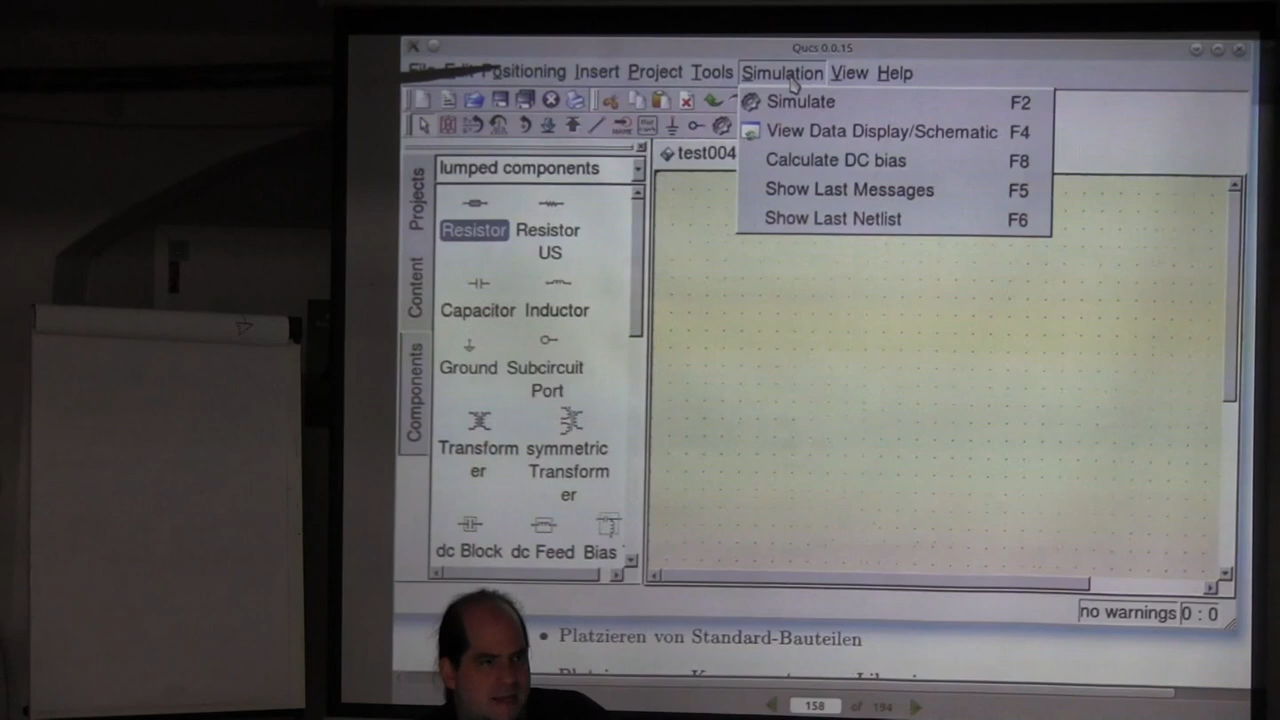 Qucs 0.0.15
File Edit Positioning Insert Project Tools Simulation View Help
Simulate F2
View Data Display/Schematic F4
Calculate DC bias F8
Show Last Messages F5
Show Last Netlist F6
test004
Projects
Content
Components
lumped components
Resistor
Resistor
US
Capacitor
Inductor
Ground
Subcircuit
Port
Transform
er
symmetric
Transform
er
dc Block
dc Feed
Bias
no warnings 0 : 0
• Platzieren von Standard-Bauteilen
158 of 194